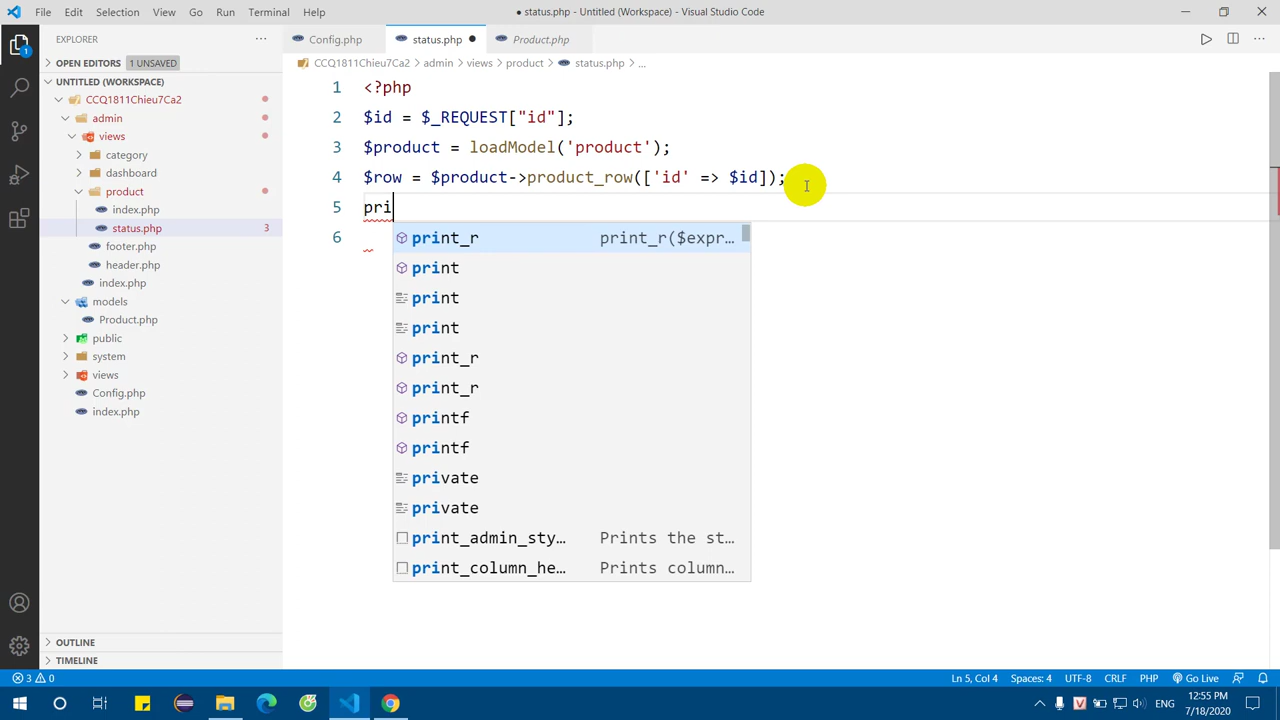 File Edit Selection View Go Run Terminal Help
● status.php - Untitled (Workspace) - Visual Studio Code
EXPLORER ...
OPEN EDITORS 1 UNSAVED
UNTITLED (WORKSPACE)
CCQ1811Chieu7Ca2
admin
views
category
dashboard
product
index.php
status.php 3
footer.php
header.php
index.php
models
Product.php
public
system
views
Config.php
index.php
OUTLINE
TIMELINE
1
Config.php status.php ● Product.php
CCQ1811Chieu7Ca2 > admin > views > product > status.php > ...
1 <?php
2 $id = $_REQUEST["id"];
3 $product = loadModel('product');
4 $row = $product->product_row(['id' => $id]);
5 pri
6
print_r print_r($expr...
print
print
print
print_r
print_r
printf
printf
private
private
print_admin_sty... Prints the st...
print_column_he... Prints column...
3 0
Ln 5, Col 4 Spaces: 4 UTF-8 CRLF PHP Go Live
V ENG 12:55 PM
7/18/2020